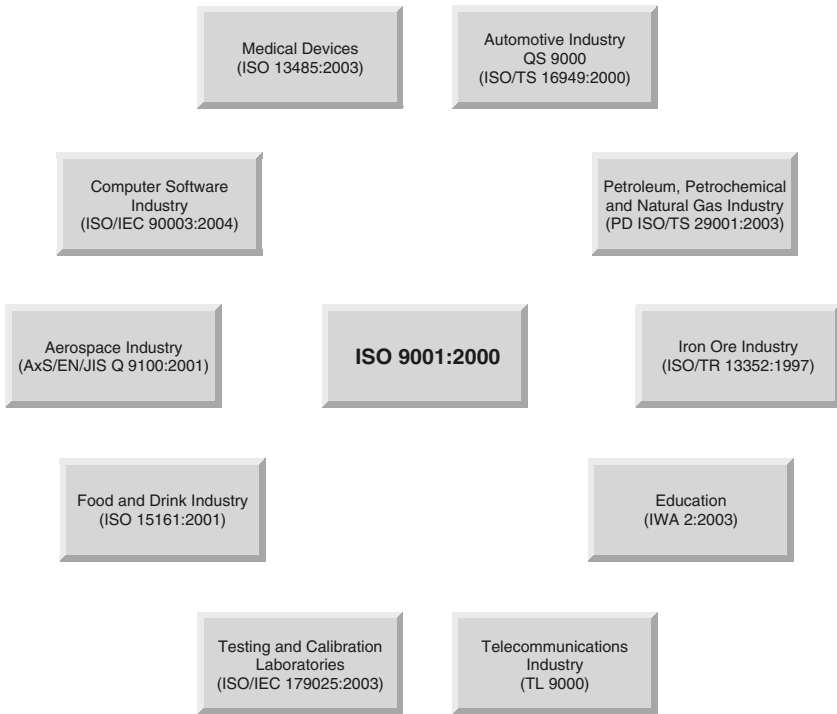 Medical Devices
(ISO 13485:2003)
Automotive Industry
QS 9000
(ISO/TS 16949:2000)
Computer Software
Industry
(ISO/IEC 90003:2004)
Petroleum, Petrochemical
and Natural Gas Industry
(PD ISO/TS 29001:2003)
Aerospace Industry
(AxS/EN/JIS Q 9100:2001)
ISO 9001:2000
Iron Ore Industry
(ISO/TR 13352:1997)
Food and Drink Industry
(ISO 15161:2001)
Education
(IWA 2:2003)
Testing and Calibration
Laboratories
(ISO/IEC 179025:2003)
Telecommunications
Industry
(TL 9000)